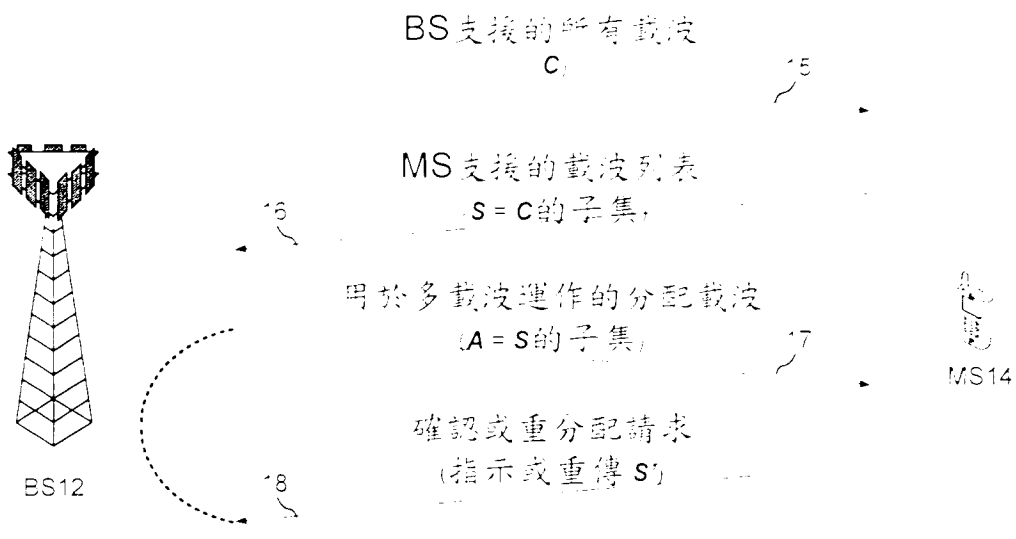 BS支援的所有載波
(C)
15
MS支援的載波列表
(S = C的子集)
16
用於多載波運作的分配載波
(A = S的子集)
17
MS14
確認或重分配請求
(指示或重傳 S')
BS12
18